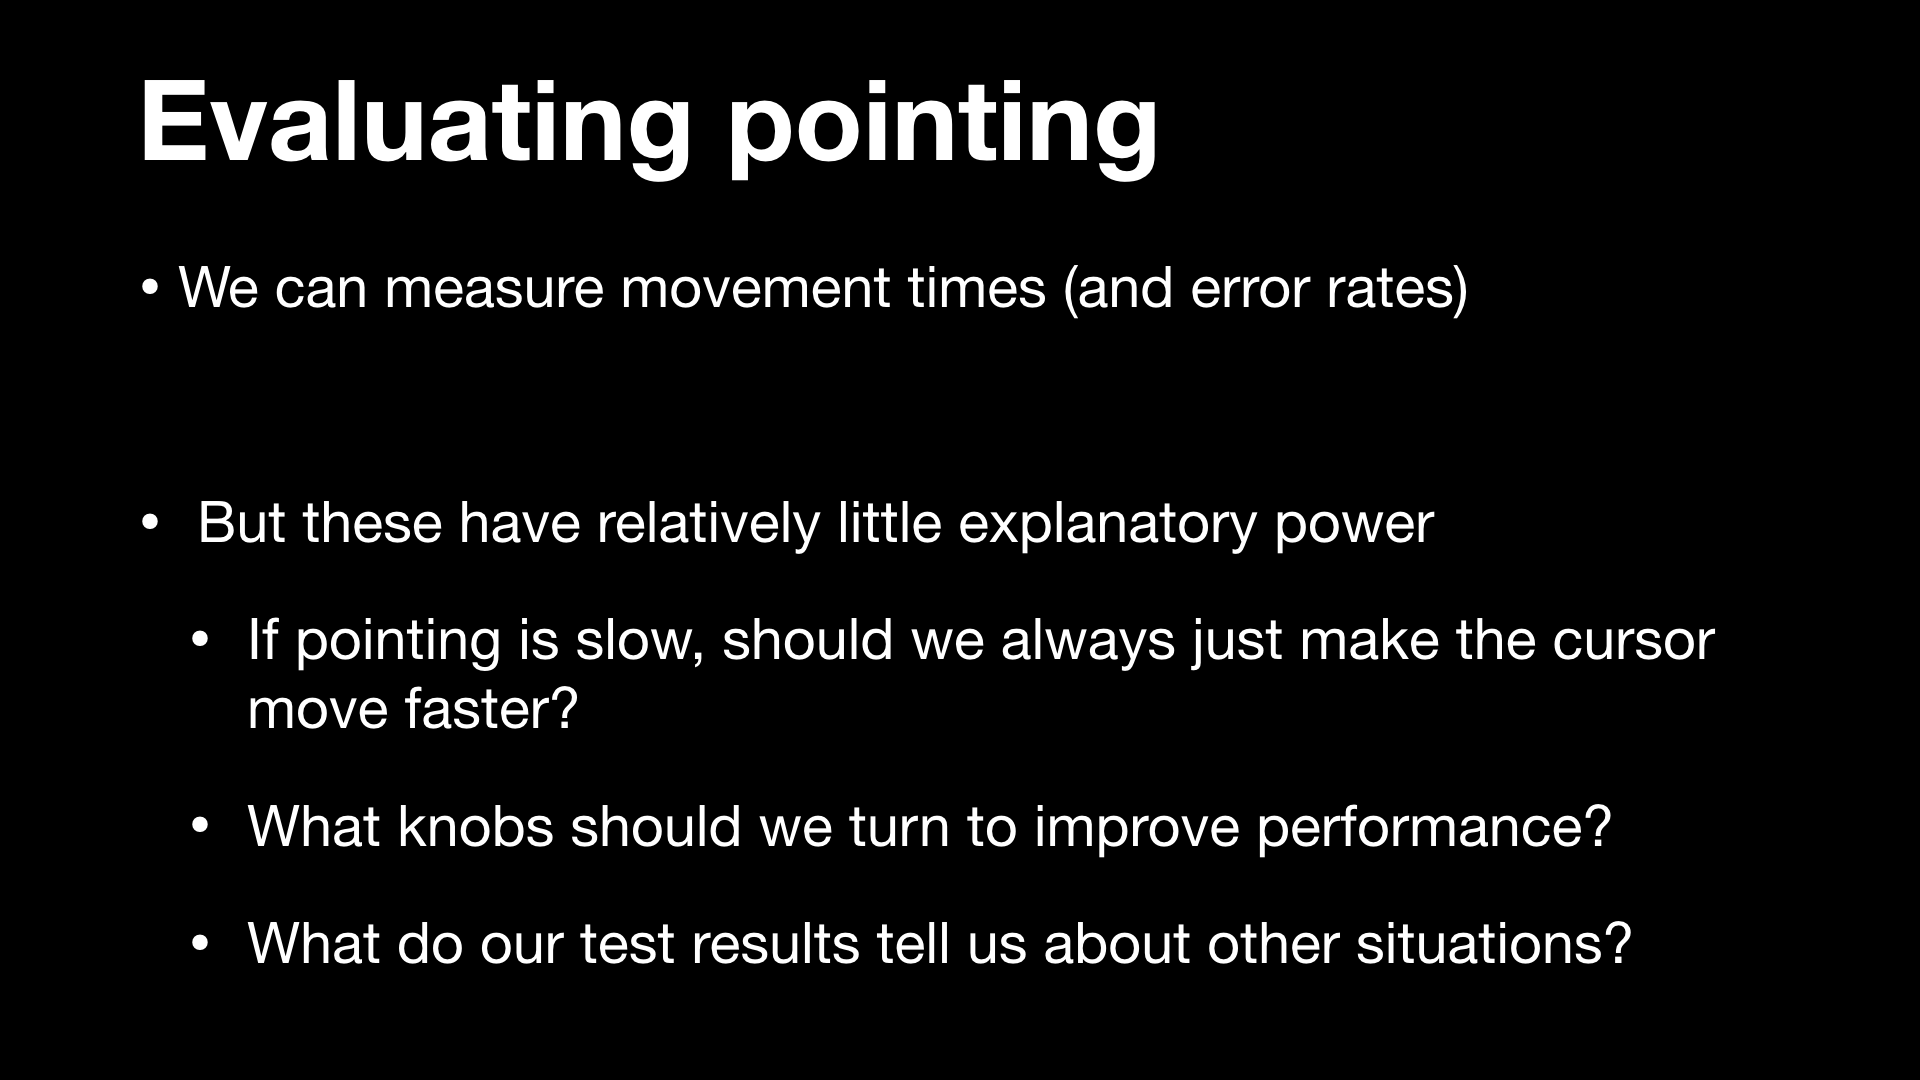 Evaluating pointing
• We can measure movement times (and error rates)
• But these have relatively little explanatory power
• If pointing is slow, should we always just make the cursor
move faster?
• What knobs should we turn to improve performance?
• What do our test results tell us about other situations?